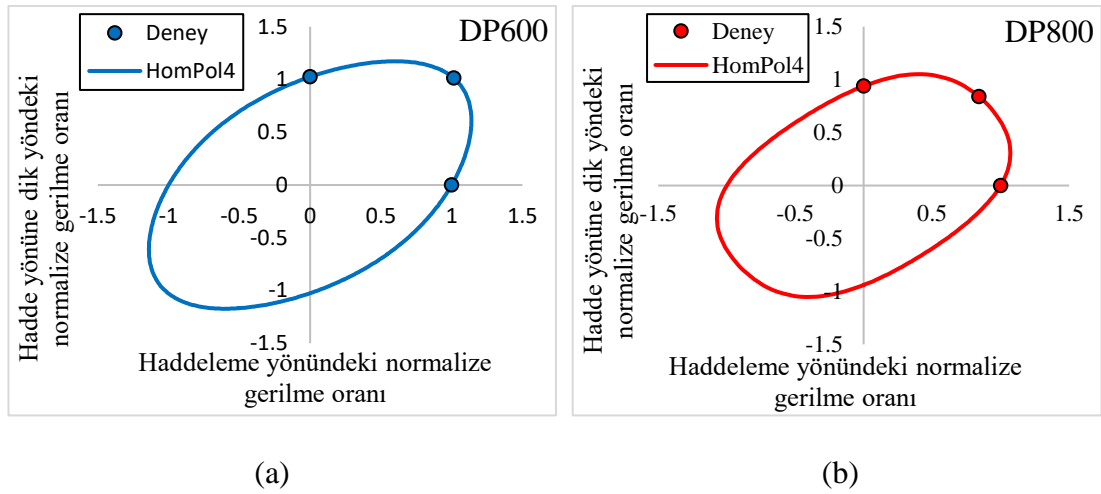 Deney
HomPol4
DP600
1.5
1
0.5
0
-0.5
-1
-1.5
-1.5
-1
-0.5
0
0.5
1
1.5
Hadde yönüne dik yöndeki
normalize gerilme oranı
Haddeleme yönündeki normalize
gerilme oranı
(a)
Deney
HomPol4
DP800
1.5
1
0.5
0
-0.5
-1
-1.5
-1.5
-0.5
0.5
1.5
Hadde yönüne dik yöndeki
normalize gerilme oranı
Haddeleme yönündeki normalize
gerilme oranı
(b)